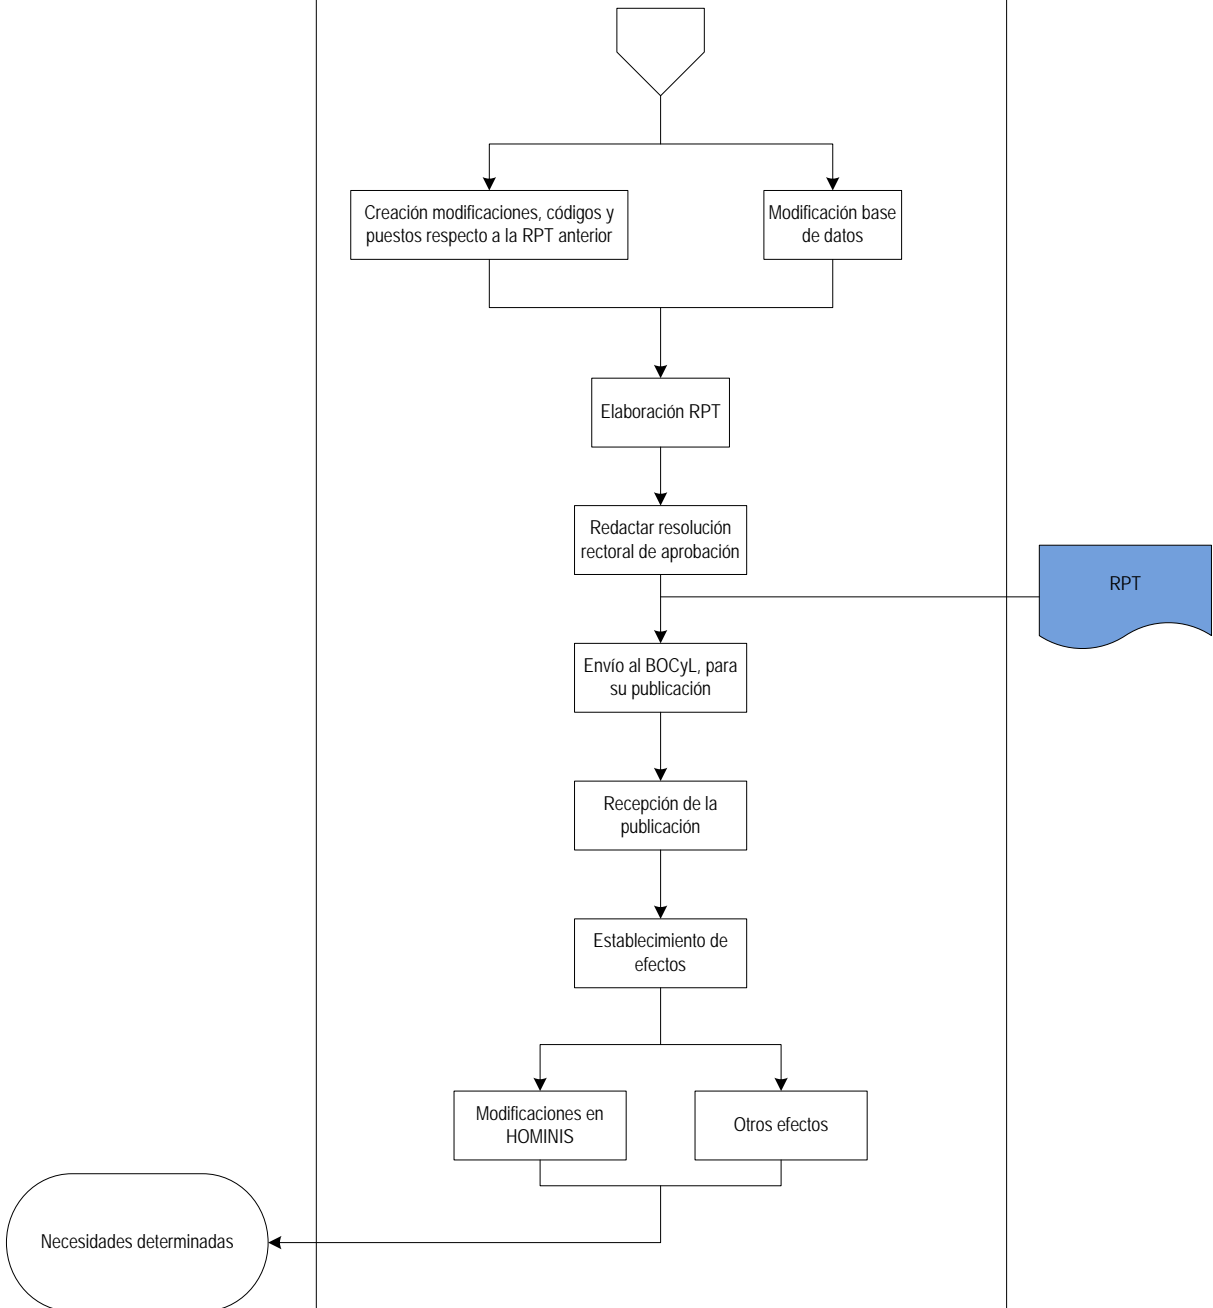 Creación modificaciones, códigos y
puestos respecto a la RPT anterior
Modificación base
de datos
Elaboración RPT
Redactar resolución
rectoral de aprobación
RPT
Envío al BOCyL, para
su publicación
Recepción de la
publicación
Establecimiento de
efectos
Modificaciones en
HOMINIS
Otros efectos
Necesidades determinadas